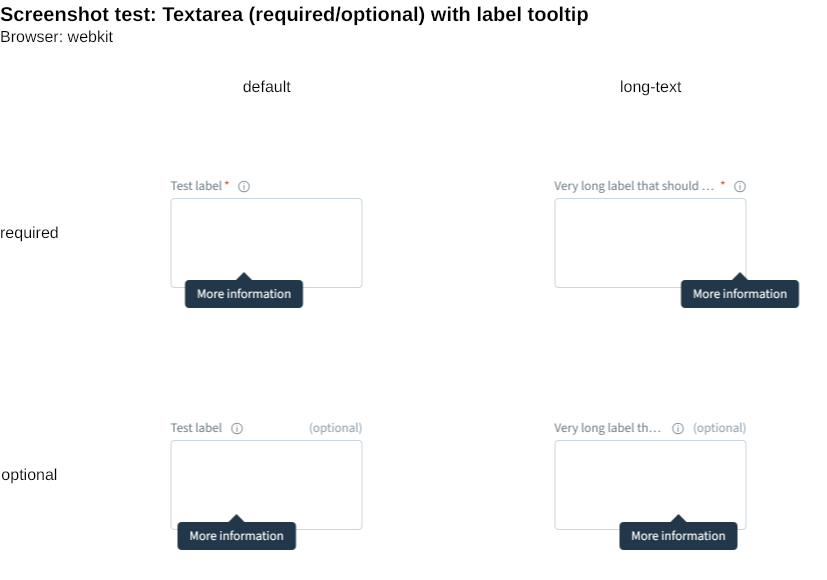 Screenshot test: Textarea (required/optional) with label tooltip
Browser: webkit
default long-text
Test label * Very long label that should … *
required
More information More information
Test label (optional) Very long label th… (optional)
optional
More information More information